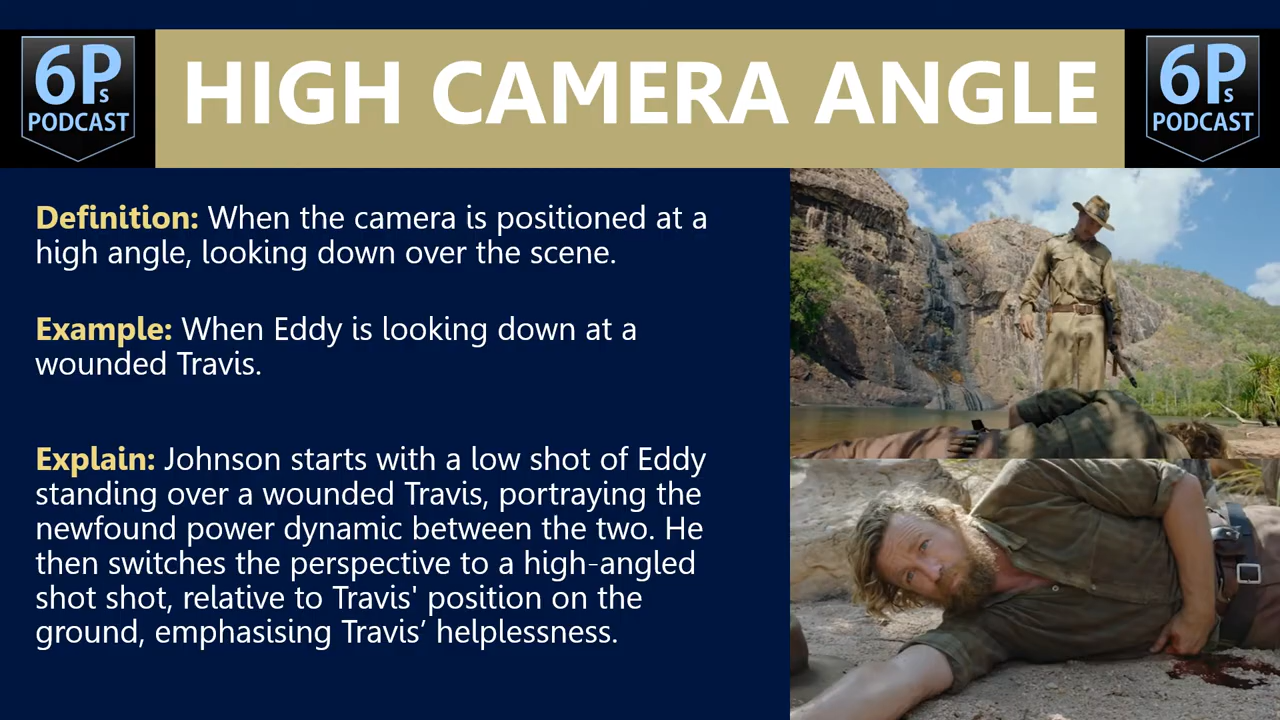 6Ps
PODCAST
HIGH CAMERA ANGLE
6Ps
PODCAST
Definition: When the camera is positioned at a
high angle, looking down over the scene.
Example: When Eddy is looking down at a
wounded Travis.
Explain: Johnson starts with a low shot of Eddy
standing over a wounded Travis, portraying the
newfound power dynamic between the two. He
then switches the perspective to a high-angled
shot shot, relative to Travis' position on the
ground, emphasising Travis’ helplessness.